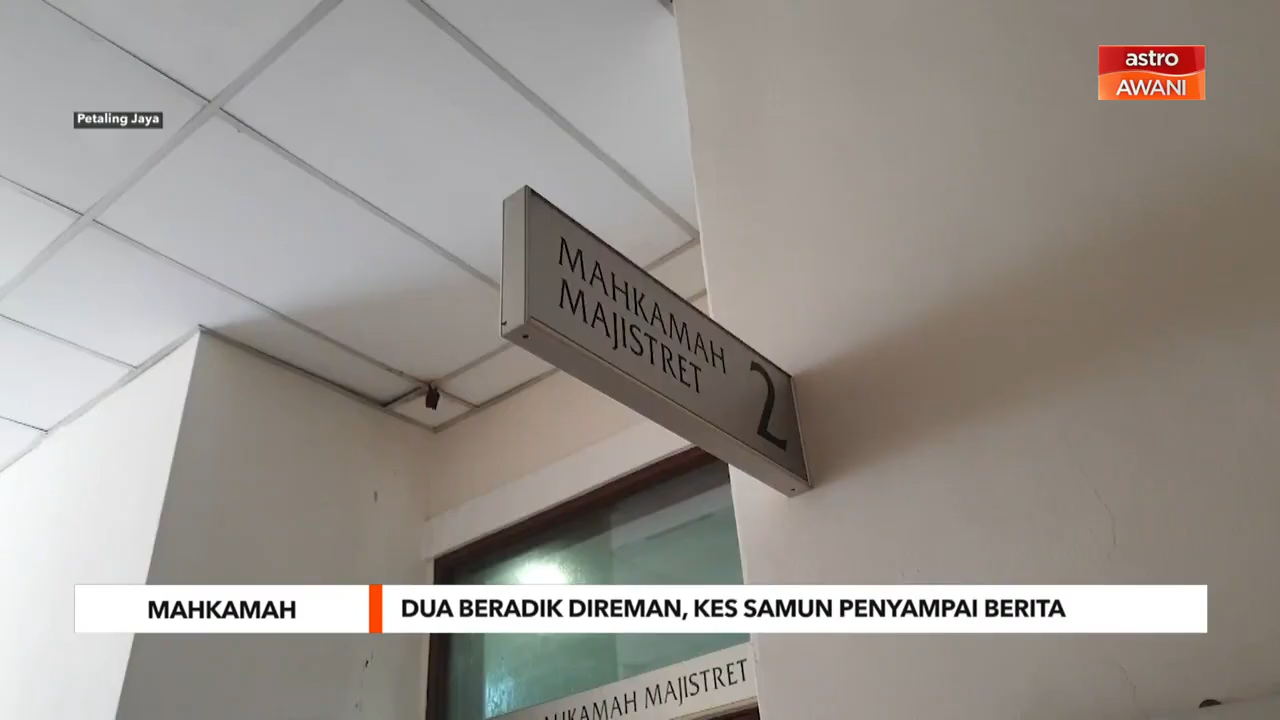 astro
AWANI
Petaling Jaya
MAHKAMAH
MAJISTRET
2
MAHKAMAH
DUA BERADIK DIREMAN, KES SAMUN PENYAMPAI BERITA
MAJISTRET